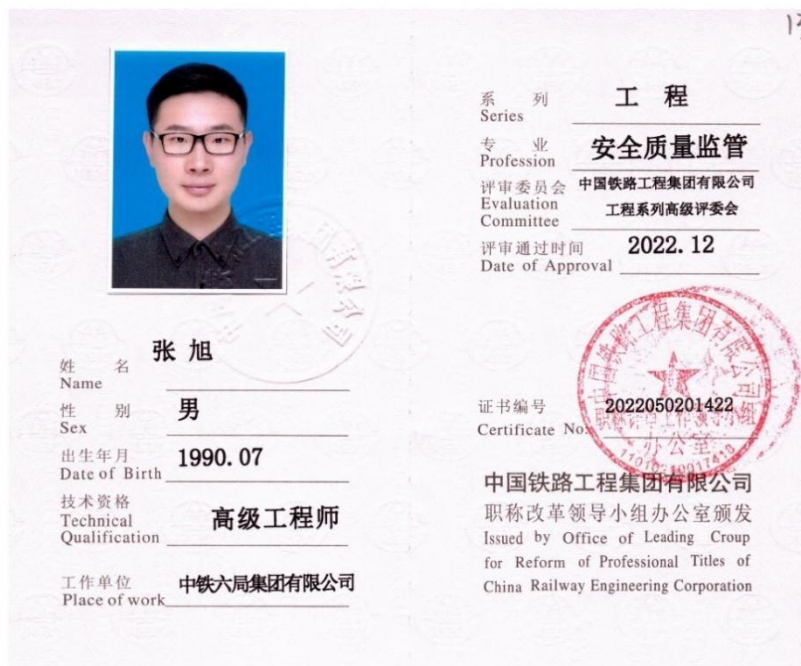 张 旭
姓 名
Name
性 别 男
Sex
出生年月 1990.07
Date of Birth
技术资格
Technical 高级工程师
Qualification
工作单位 中铁六局集团有限公司
Place of work
系 列 工 程
Series
专 业 安全质量监管
Profession
评审委员会 中国铁路工程集团有限公司
Evaluation 工程系列高级评委会
Committee
评审通过时间 2022.12
Date of Approval
证书编号 2022050201422
Certificate No:
办公室
中国铁路工程集团有限公司
职称改革领导小组办公室颁发
Issued by Office of Leading Croup
for Reform of Professional Titles of
China Railway Engineering Corporation